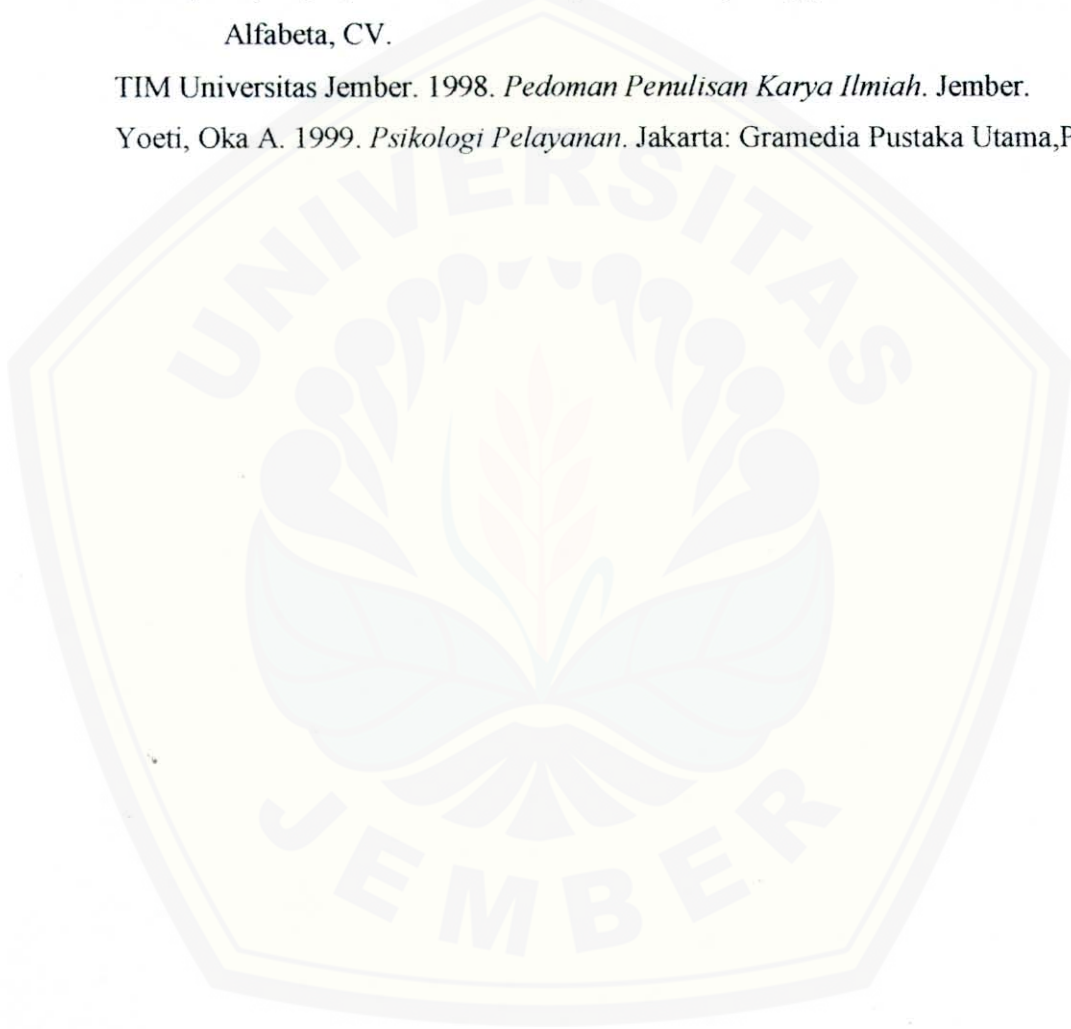 Alfabeta, CV.
TIM Universitas Jember. 1998. Pedoman Penulisan Karya Ilmiah. Jember.
Yoeti, Oka A. 1999. Psikologi Pelayanan. Jakarta: Gramedia Pustaka Utama,P
UNIVERSITAS
JEMBER